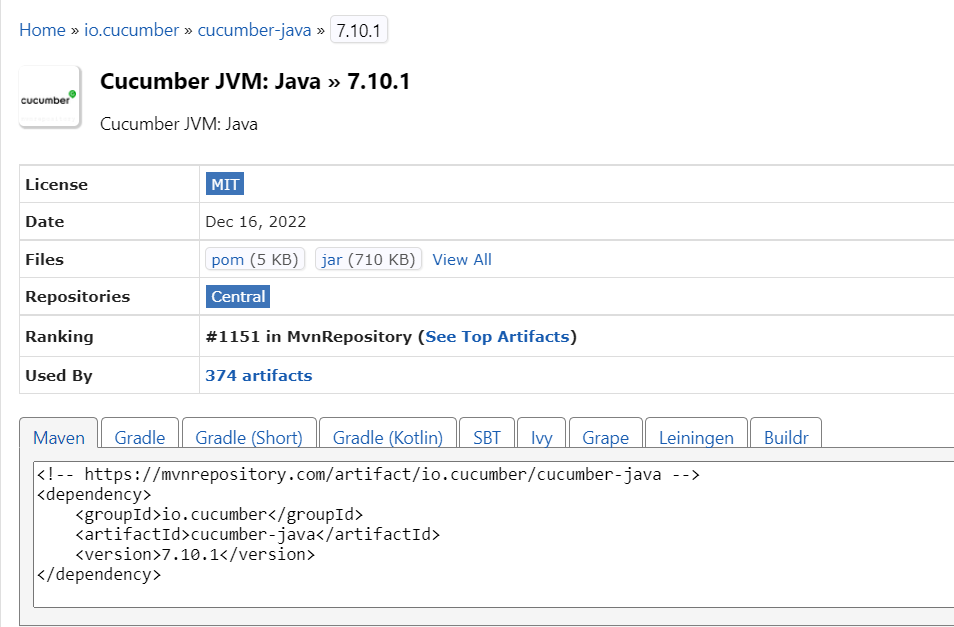 Home » io.cucumber » cucumber-java » 7.10.1
cucumber
Cucumber JVM: Java » 7.10.1
Cucumber JVM: Java
License MIT
Date Dec 16, 2022
Files pom (5 KB) jar (710 KB) View All
Repositories Central
Ranking #1151 in MvnRepository (See Top Artifacts)
Used By 374 artifacts
Maven Gradle Gradle (Short) Gradle (Kotlin) SBT Ivy Grape Leiningen Buildr
<!-- https://mvnrepository.com/artifact/io.cucumber/cucumber-java -->
<dependency>
    <groupId>io.cucumber</groupId>
    <artifactId>cucumber-java</artifactId>
    <version>7.10.1</version>
</dependency>